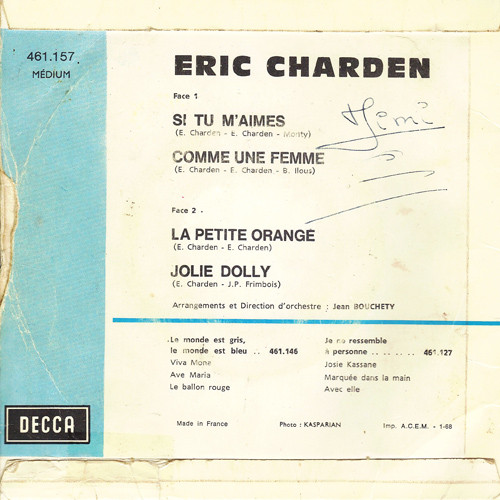 461.157
MÉDIUM
ERIC CHARDEN
Face 1
SI TU M'AIMES
(E. Charden - E. Charden - Monty)
COMME UNE FEMME
(E. Charden - E. Charden - B. Ilous)
Face 2
LA PETITE ORANGE
(E. Charden - E. Charden)
JOLIE DOLLY
(E. Charden - J.P. Frimbois)
Arrangements et Direction d'orchestre : Jean BOUCHETY
Le monde est gris,
le monde est bleu .. 461.146
Viva Mone
Ave Maria
Le ballon rouge
Je ne ressemble
à personne ....... 461.127
Josie Kassane
Marquée dans la main
Avec elle
DECCA
Made in France
Photo : KASPARIAN
Imp. A.C.E.M. - 1-68